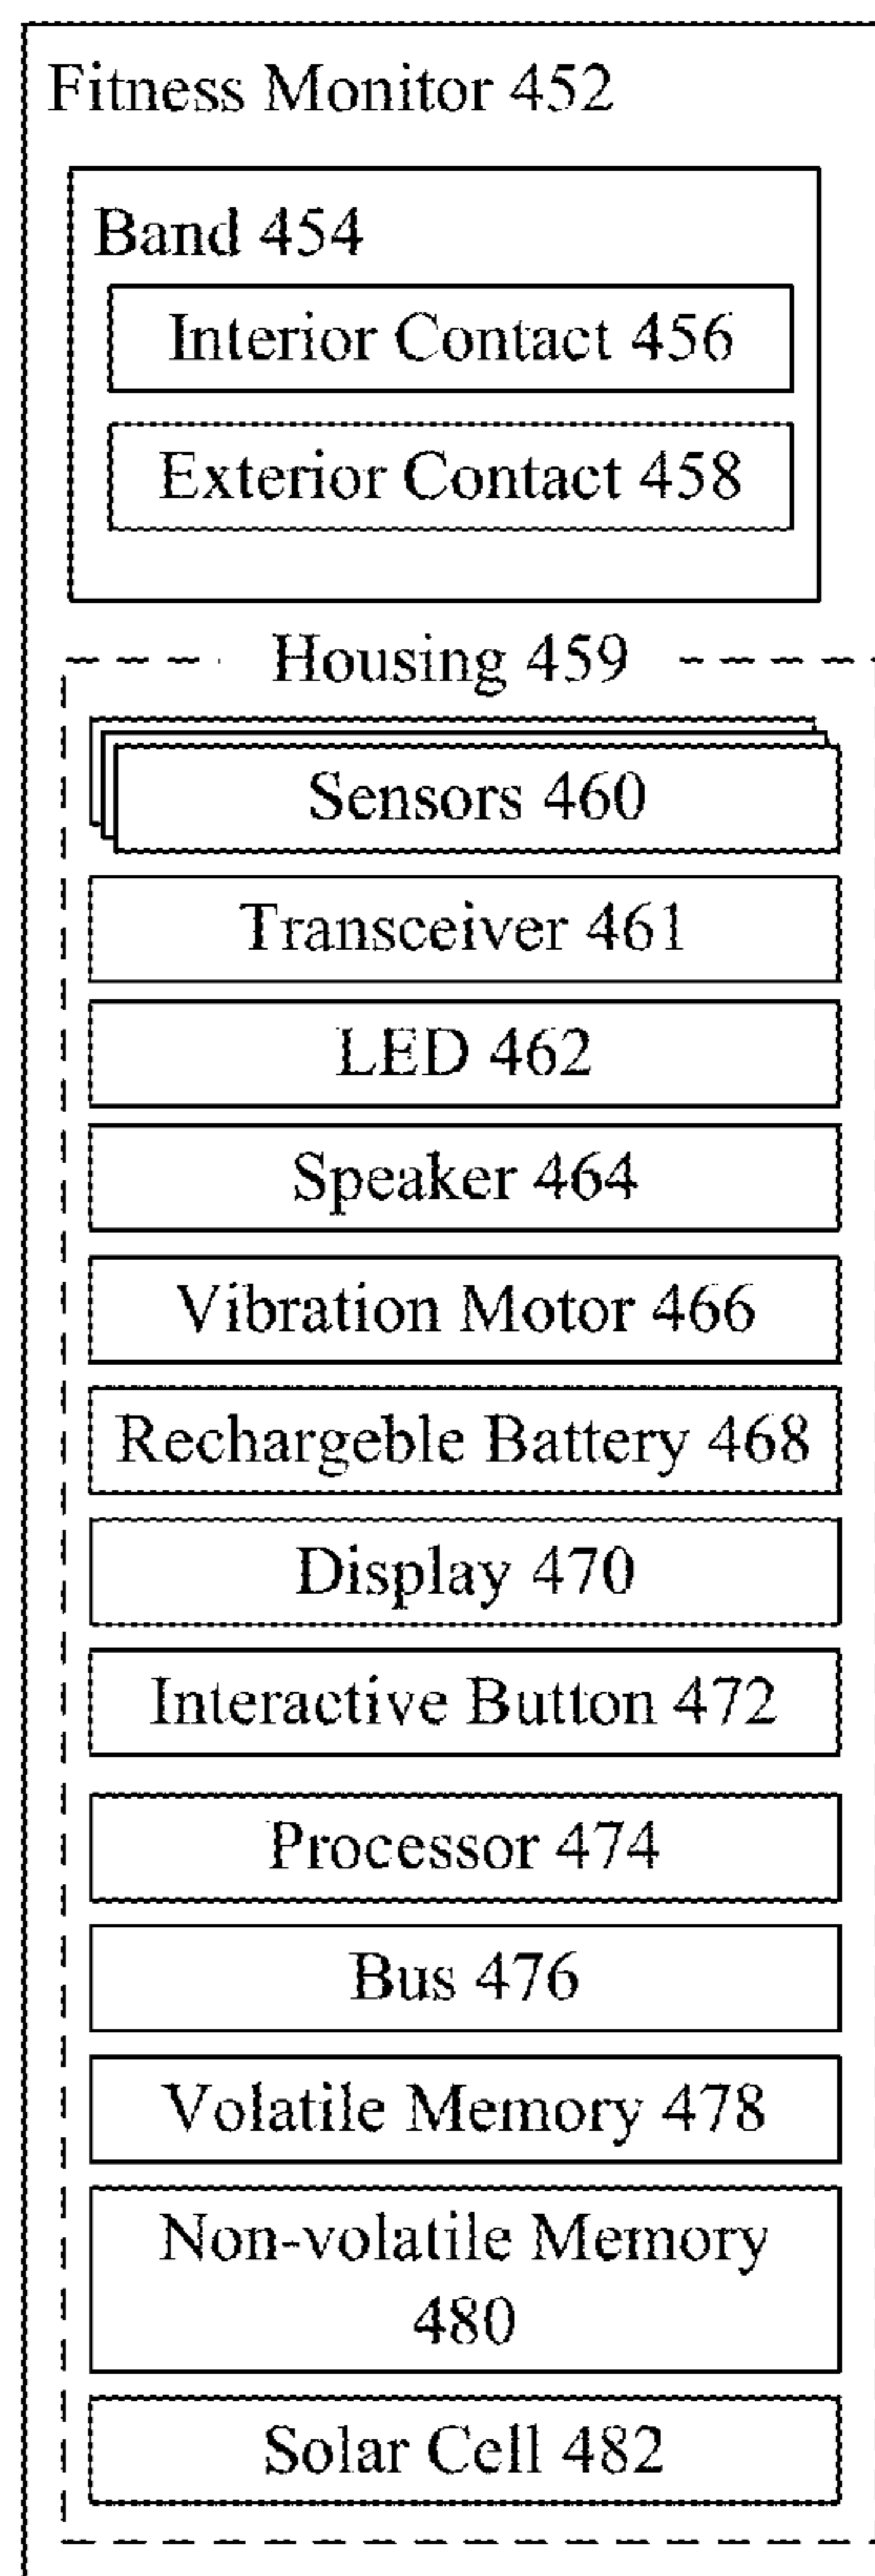 Fitness Monitor 452
Band 454
Interior Contact 456
Exterior Contact 458
Housing 459
Sensors 460
Transceiver 461
LED 462
Speaker 464
Vibration Motor 466
Rechargeble Battery 468
Display 470
Interactive Button 472
Processor 474
Bus 476
Volatile Memory 478
Non-volatile Memory
480
Solar Cell 482